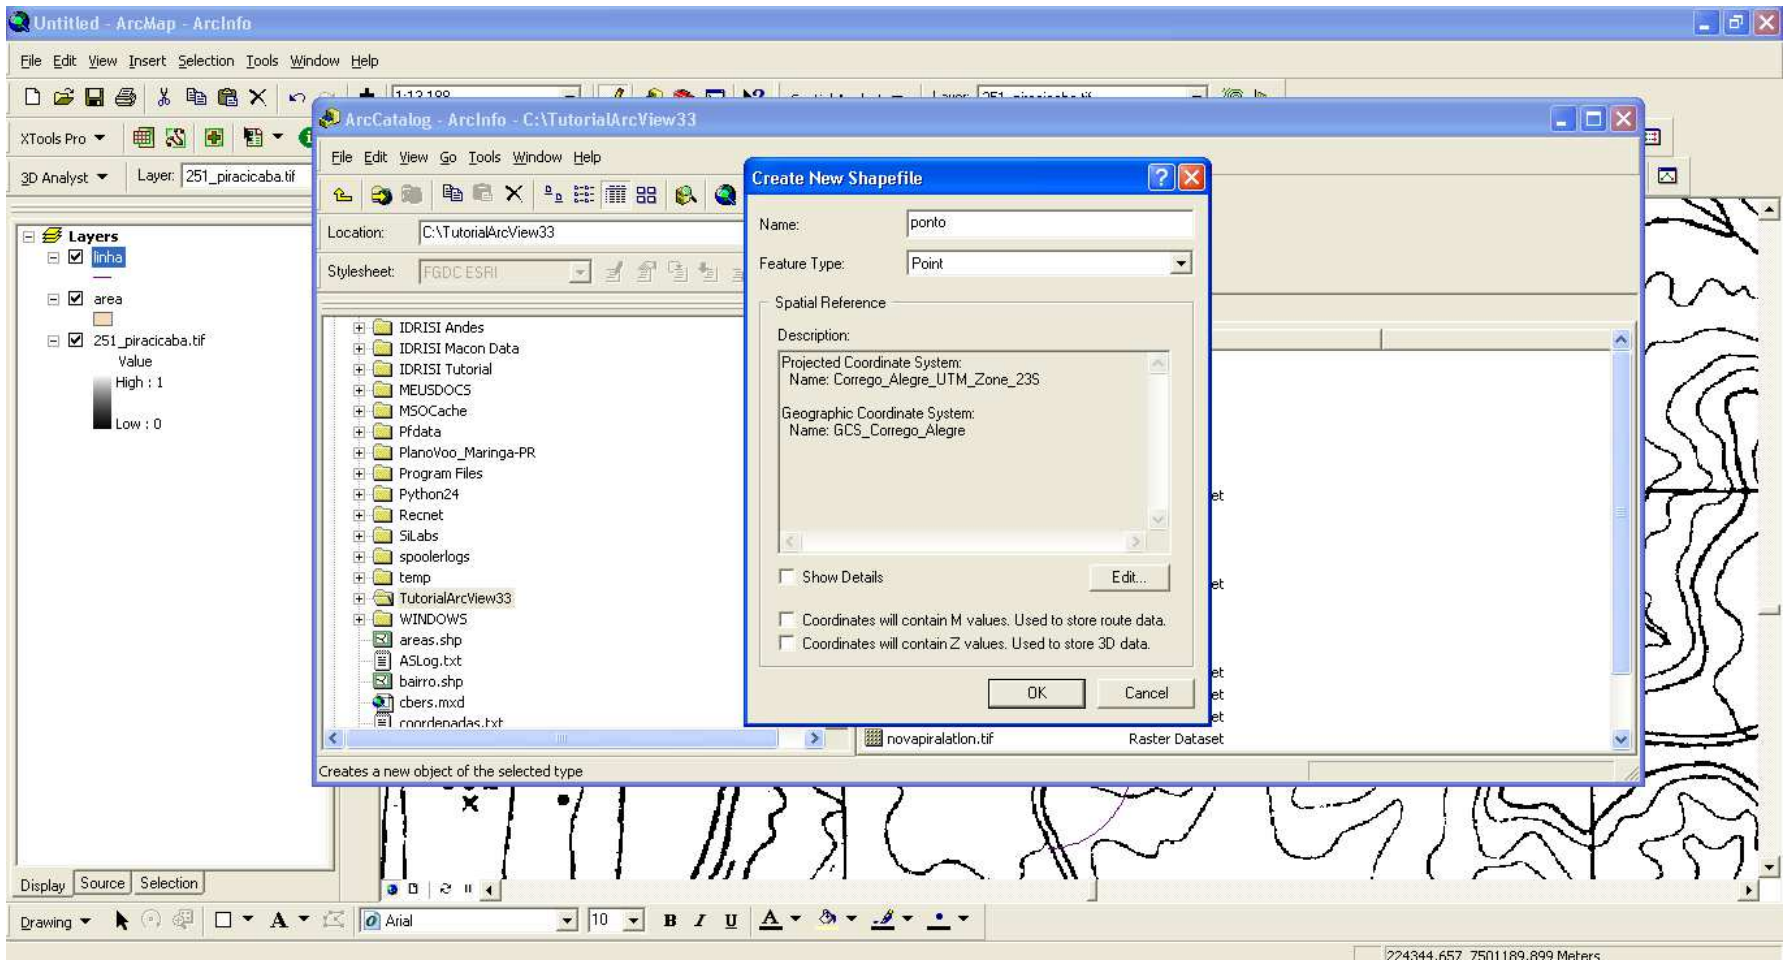 Untitled - ArcMap - ArcInfo
File Edit View Insert Selection Tools Window Help
XTools Pro
3D Analyst Layer: 251_piracicaba.tif
Layers
linha
area
251_piracicaba.tif
Value
High : 1
Low : 0
Display Source Selection
ArcCatalog - ArcInfo - C:\TutorialArcView33
File Edit View Go Tools Window Help
Location: C:\TutorialArcView33
Stylesheet: FGDC ESRI
IDRISI Andes
IDRISI Macon Data
IDRISI Tutorial
MEUSDOCS
MSOCache
Pfdata
PlanoVoo_Maringa-PR
Program Files
Python24
Recnet
SiLabs
spoolerlogs
temp
TutorialArcView33
WINDOWS
areas.shp
ASLog.txt
bairro.shp
cbers.mxd
coordenadas.txt
novapiralatlon.tif Raster Dataset
Creates a new object of the selected type
Create New Shapefile
Name: ponto
Feature Type: Point
Spatial Reference
Description:
Projected Coordinate System:
Name: Corrego_Alegre_UTM_Zone_23S
Geographic Coordinate System:
Name: GCS_Corrego_Alegre
Show Details Edit...
Coordinates will contain M values. Used to store route data.
Coordinates will contain Z values. Used to store 3D data.
OK Cancel
Drawing A Arial 10 B I U A
224344,657 7501189,899 Meters